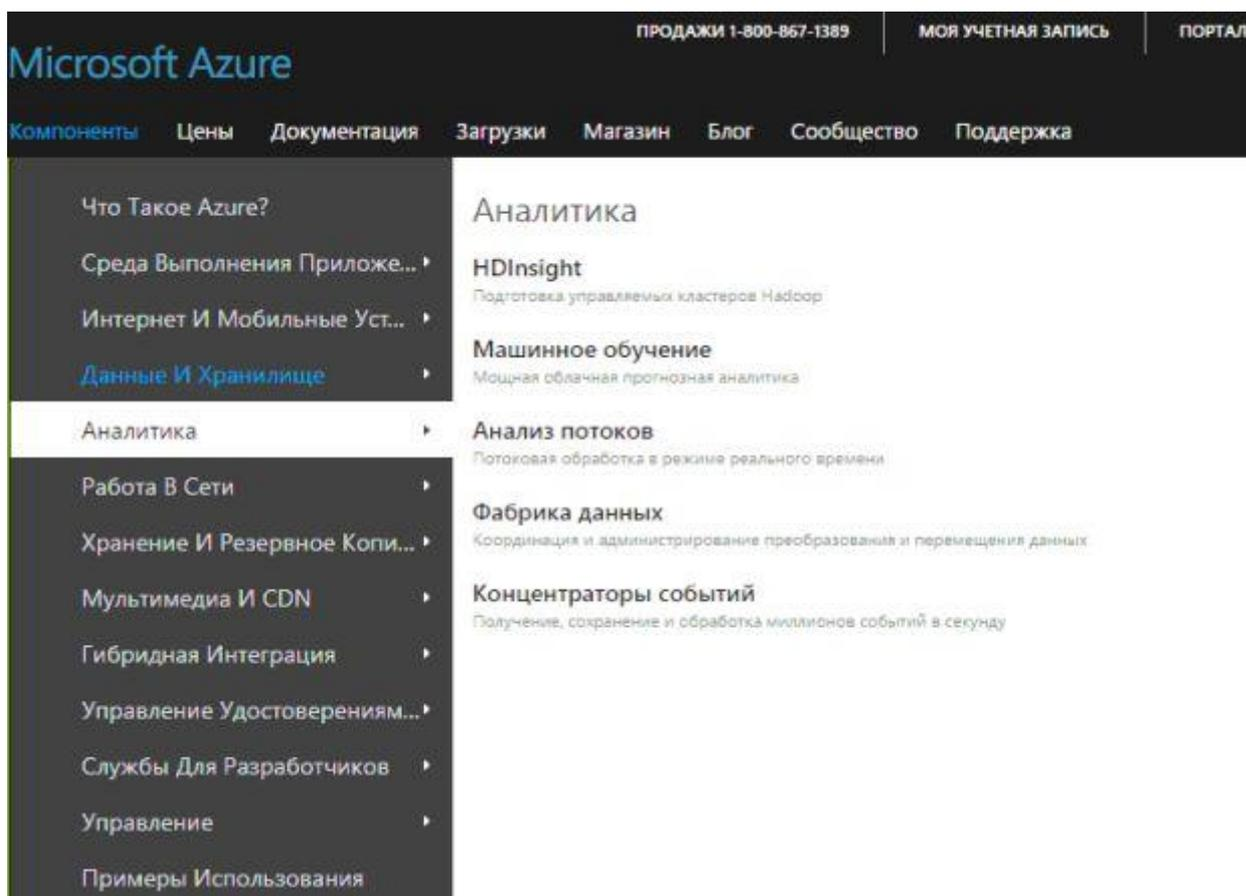 ПРОДАЖИ 1-800-867-1389 МОЯ УЧЕТНАЯ ЗАПИСЬ ПОРТАЛ
Microsoft Azure
Компоненты Цены Документация Загрузки Магазин Блог Сообщество Поддержка
Что Такое Azure?
Среда Выполнения Приложе...
Интернет И Мобильные Уст...
Данные И Хранилище
Аналитика
Работа В Сети
Хранение И Резервное Копи...
Мультимедиа И CDN
Гибридная Интеграция
Управление Удостоверениям...
Службы Для Разработчиков
Управление
Примеры Использования
Аналитика
HDInsight
Подготовка управляемых кластеров Hadoop
Машинное обучение
Мощная облачная прогнозная аналитика
Анализ потоков
Потоковая обработка в режиме реального времени
Фабрика данных
Координация и администрирование преобразования и перемещения данных
Концентраторы событий
Получение, сохранение и обработка миллионов событий в секунду